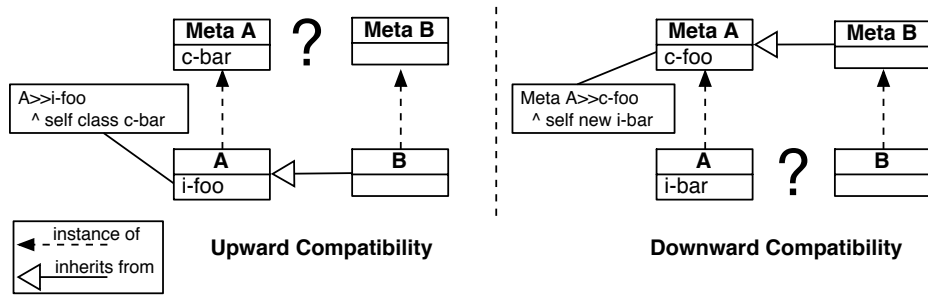 Meta A
c-bar
?
Meta B
A>>i-foo
^ self class c-bar
A
i-foo
B
instance of
inherits from
Upward Compatibility
Meta A
c-foo
Meta B
Meta A>>c-foo
^ self new i-bar
A
i-bar
?
B
Downward Compatibility